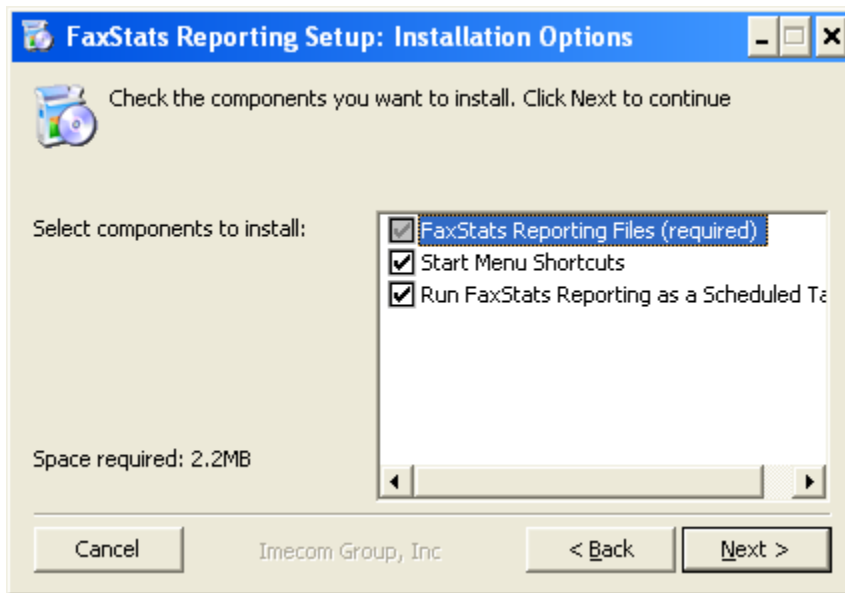 FaxStats Reporting Setup: Installation Options
Check the components you want to install. Click Next to continue
Select components to install:
FaxStats Reporting Files (required)
Start Menu Shortcuts
Run FaxStats Reporting as a Scheduled Ta
Space required: 2.2MB
Cancel
Imecom Group, Inc
< Back
Next >